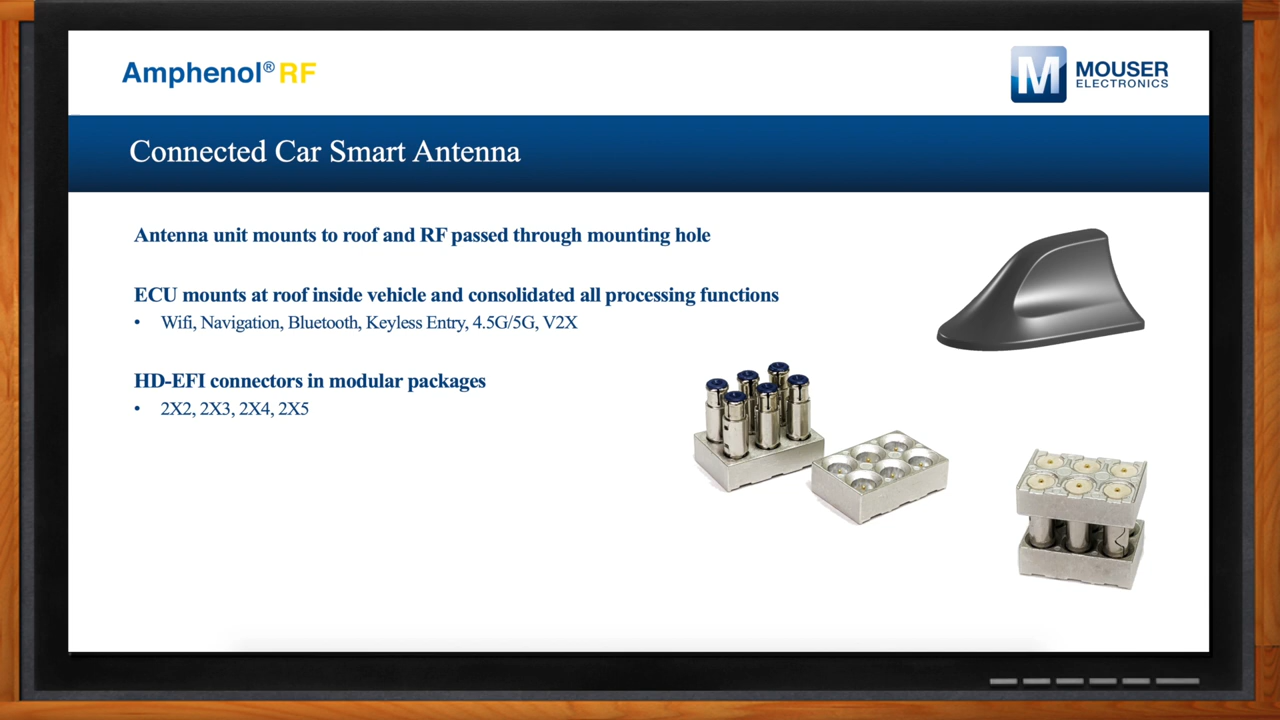 Amphenol® RF
M MOUSER
ELECTRONICS
Connected Car Smart Antenna
Antenna unit mounts to roof and RF passed through mounting hole
ECU mounts at roof inside vehicle and consolidated all processing functions
• Wifi, Navigation, Bluetooth, Keyless Entry, 4.5G/5G, V2X
HD-EFI connectors in modular packages
• 2X2, 2X3, 2X4, 2X5